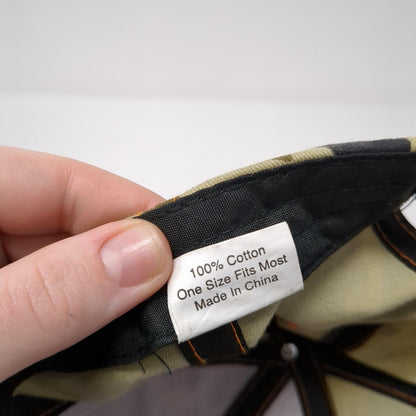 100% Cotton
One Size Fits Most
Made in China